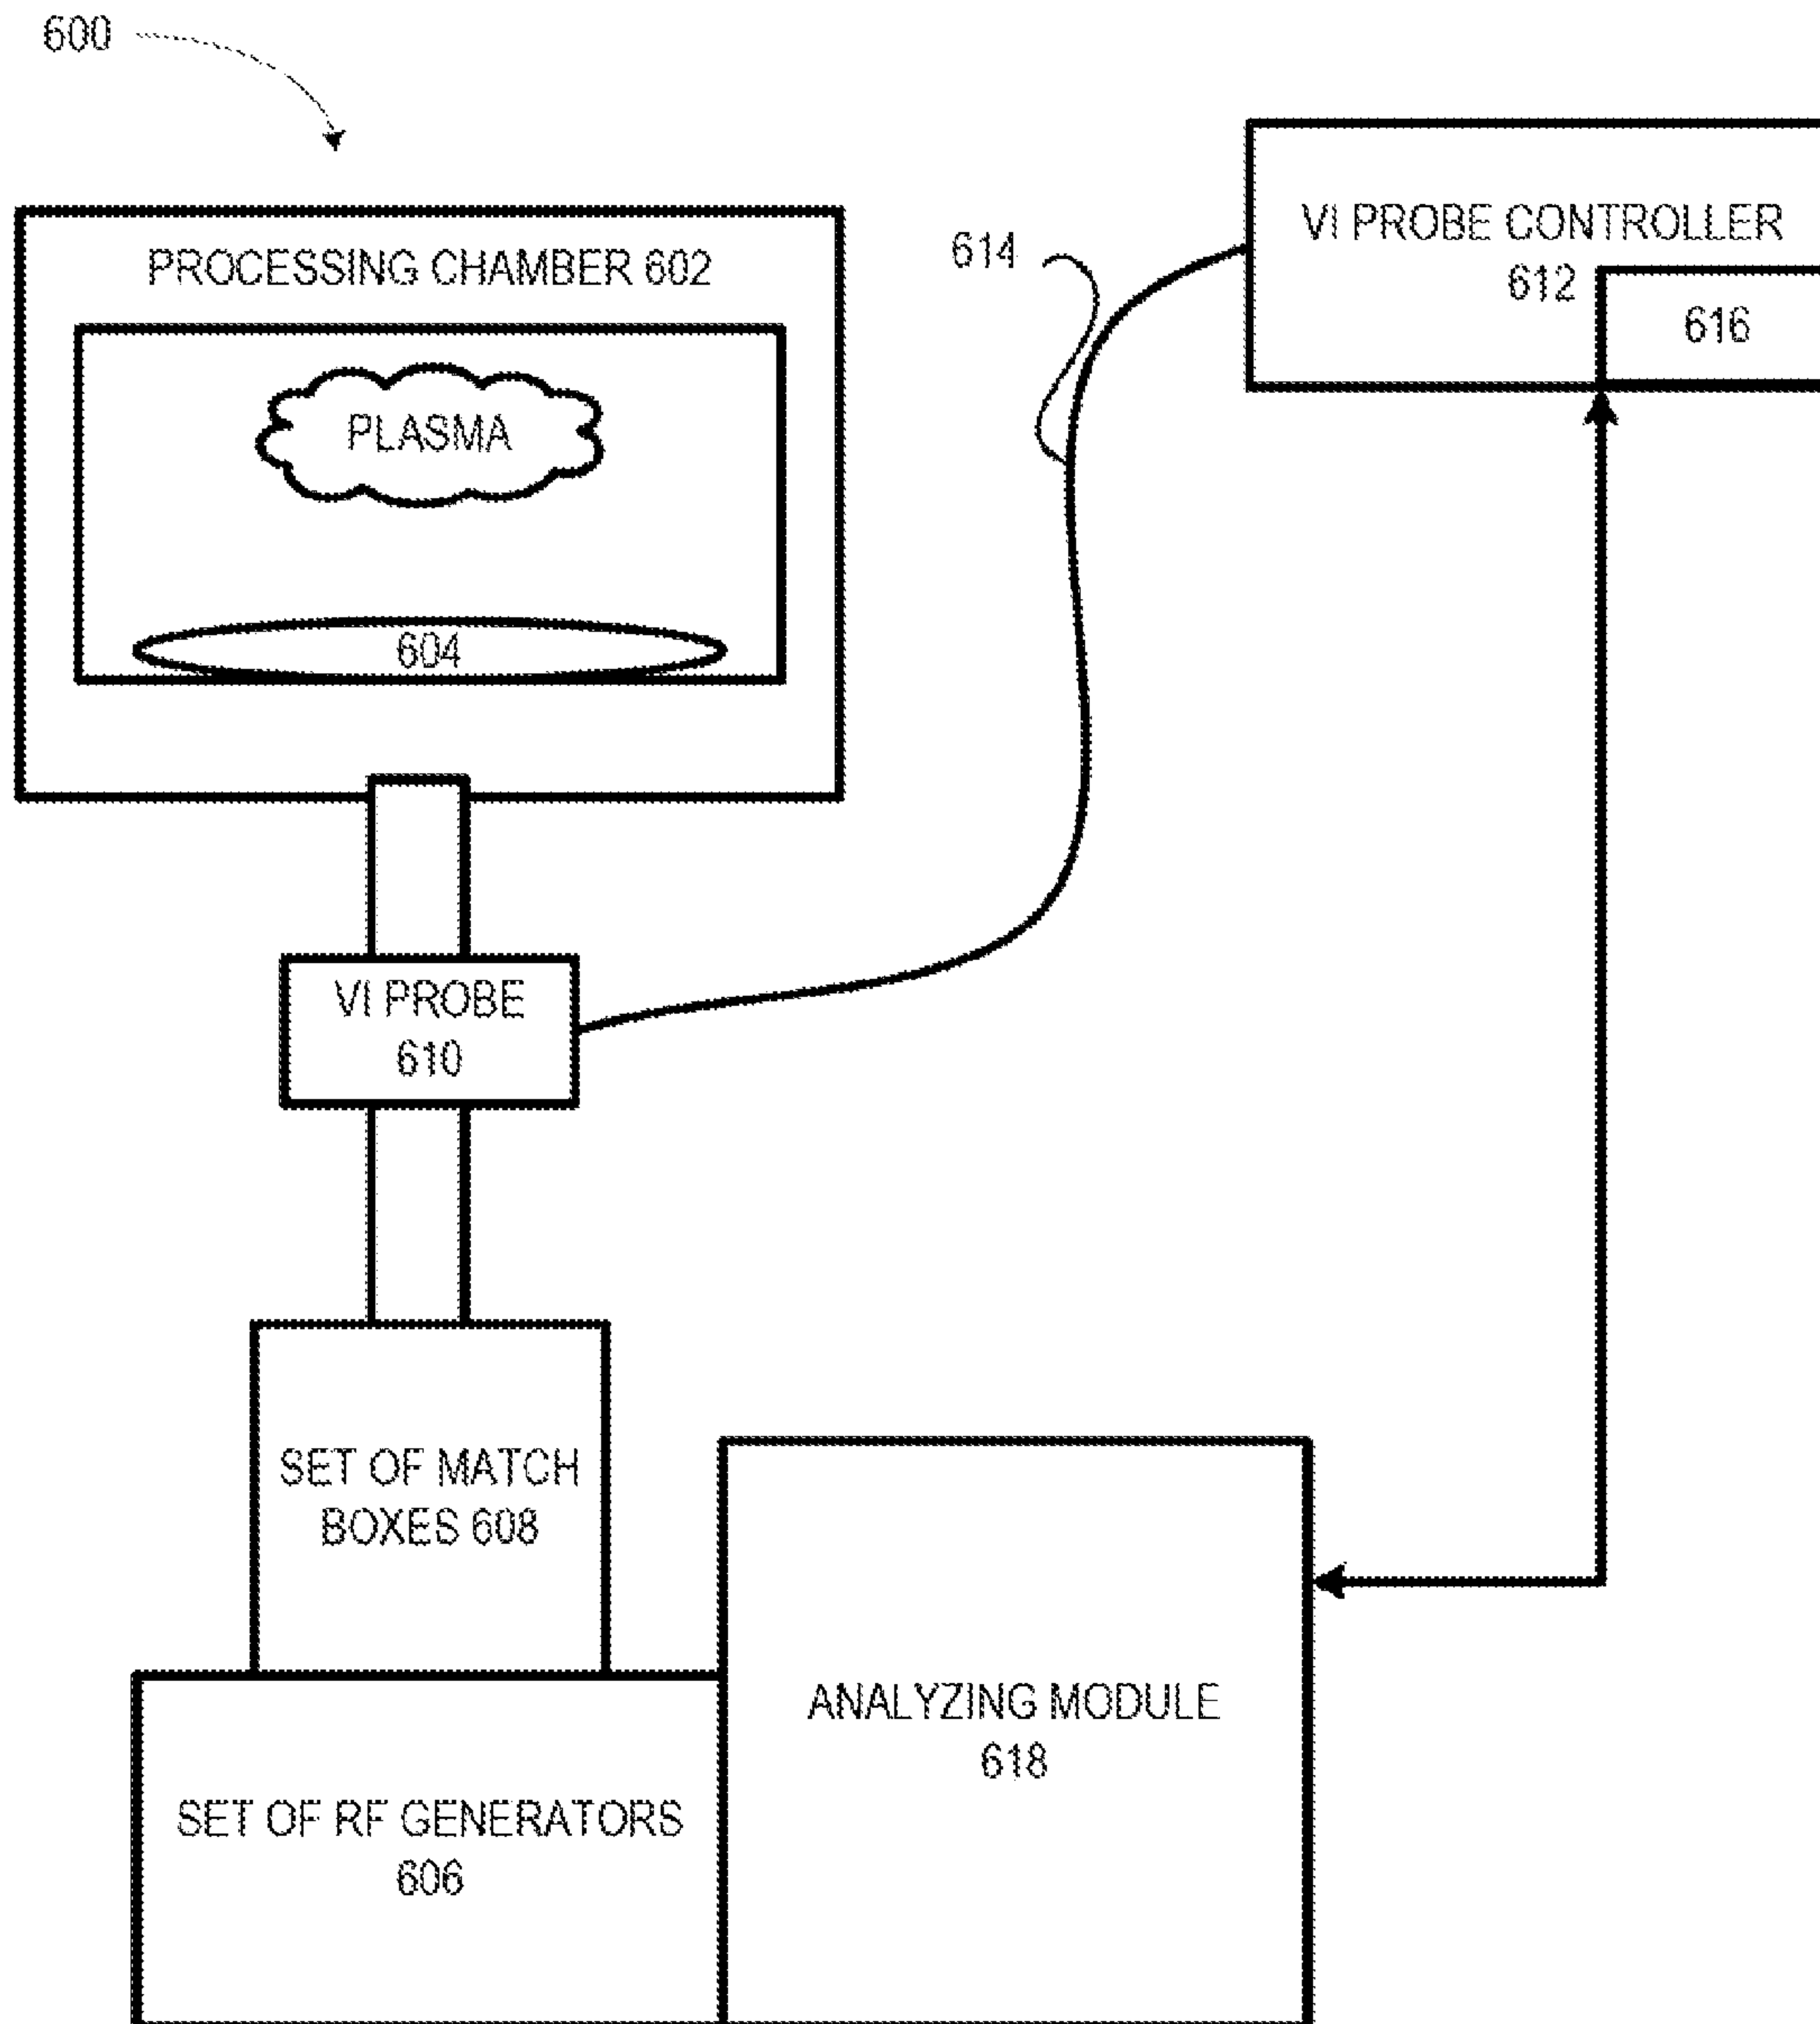 600
PROCESSING CHAMBER 602
PLASMA
604
614
VI PROBE CONTROLLER
612
616
VI PROBE
610
SET OF MATCH
BOXES 608
ANALYZING MODULE
618
SET OF RF GENERATORS
606